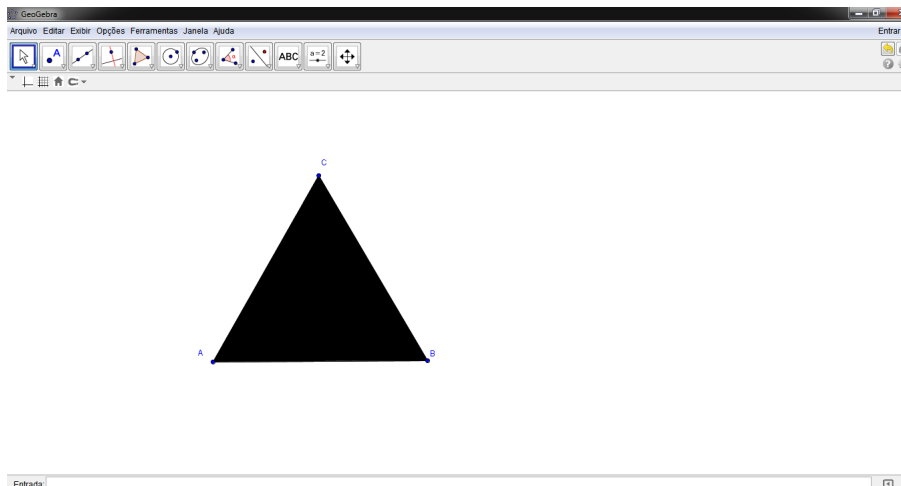 GeoGebra
Arquivo Editar Exibir Opções Ferramentas Janela Ajuda
Entrar
A
ABC
a=2
C
A
B
Entrada: